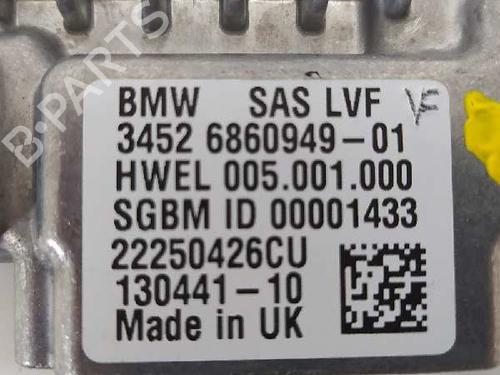 B-PARTS
BMW SAS LVF VF
3452 6860949-01
HWEL 005.001.000
SGBM ID 00001433
22250426CU
130441-10
Made in UK